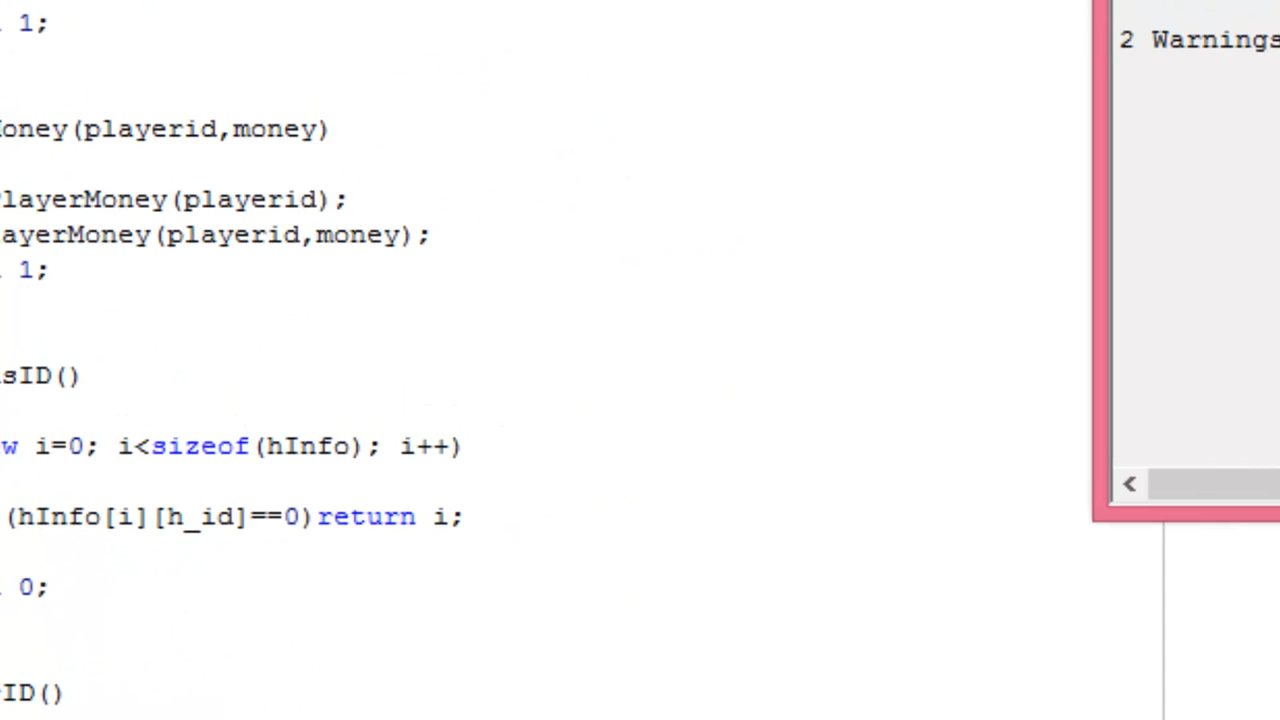 1;
2 Warnings
oney(playerid,money)
layerMoney(playerid);
ayerMoney(playerid,money);
1;
sID()
w i=0; i<sizeof(hInfo); i++)
(hInfo[i][h_id]==0)return i;
0;
ID()